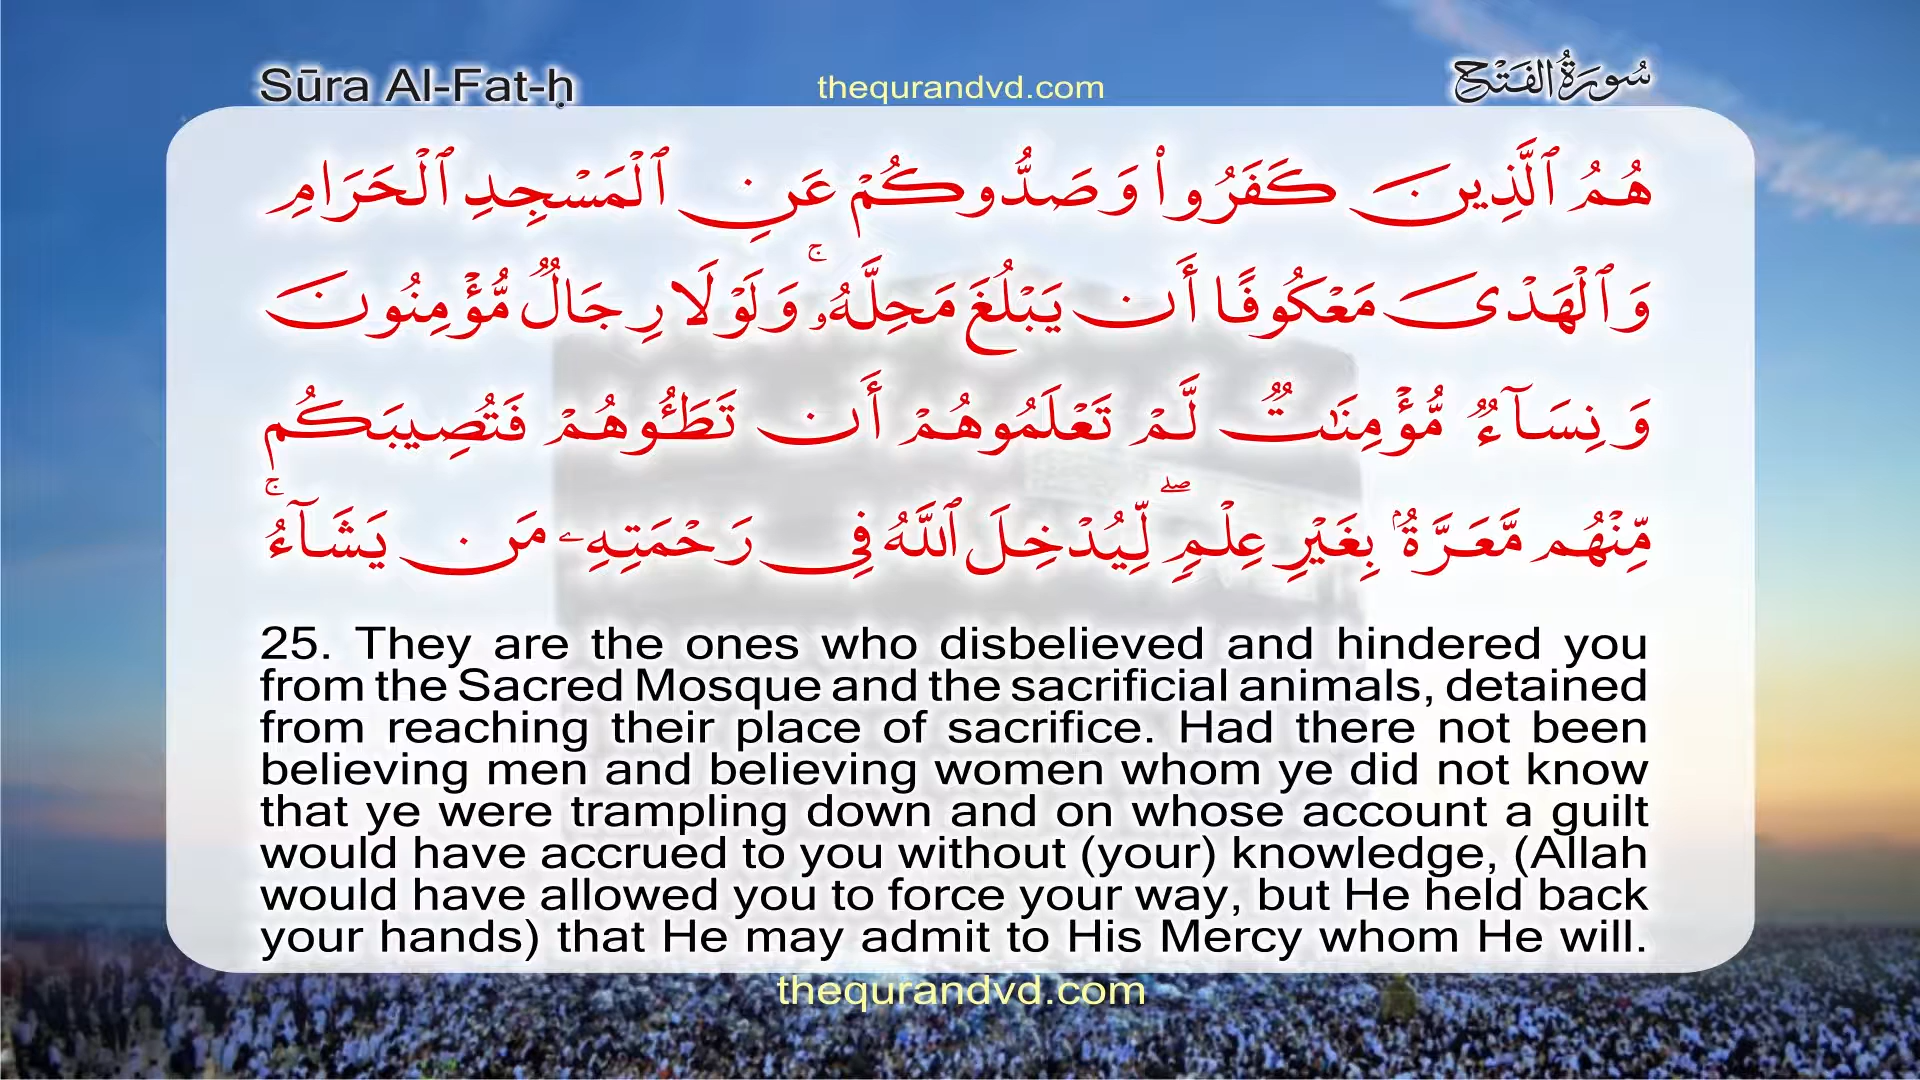 Sūra Al-Fat-ḥ
thequrandvd.com
سُورَةُ الفَتْح
هُمُ ٱلَّذِينَ كَفَرُوا۟ وَصَدُّوكُمْ عَنِ ٱلْمَسْجِدِ ٱلْحَرَامِ
وَٱلْهَدْىَ مَعْكُوفًا أَن يَبْلُغَ مَحِلَّهُۥ ۚ وَلَوْلَا رِجَالٌ مُّؤْمِنُونَ
وَنِسَآءٌ مُّؤْمِنَٰتٌ لَّمْ تَعْلَمُوهُمْ أَن تَطَـُٔوهُمْ فَتُصِيبَكُم
مِّنْهُم مَّعَرَّةٌۢ بِغَيْرِ عِلْمٍ ۖ لِّيُدْخِلَ ٱللَّهُ فِى رَحْمَتِهِۦ مَن يَشَآءُ ۚ
25. They are the ones who disbelieved and hindered you
from the Sacred Mosque and the sacrificial animals, detained
from reaching their place of sacrifice. Had there not been
believing men and believing women whom ye did not know
that ye were trampling down and on whose account a guilt
would have accrued to you without (your) knowledge, (Allah
would have allowed you to force your way, but He held back
your hands) that He may admit to His Mercy whom He will.
thequrandvd.com